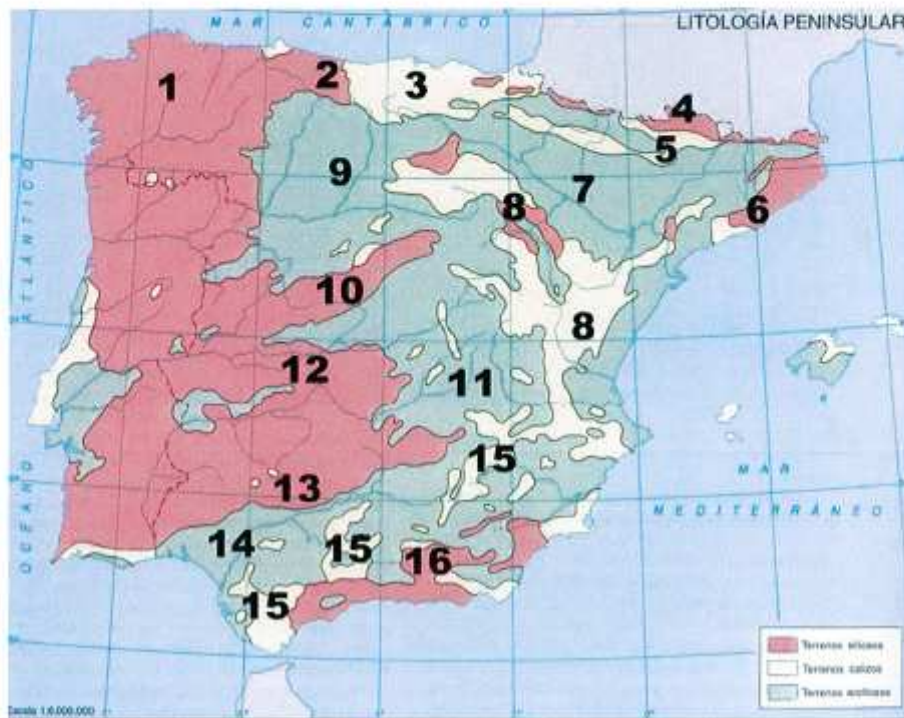 LITOLOGÍA PENINSULAR
MAR CANTÁBRICO
1
2
3
4
5
9
7
6
8
10
8
12
11
15
13
14
15
16
15
OCÉANO ATLÁNTICO
MAR
MEDITERRÁNEO
Terrenos silíceos
Terrenos calizos
Terrenos arcillosos
Escala 1:6.000.000